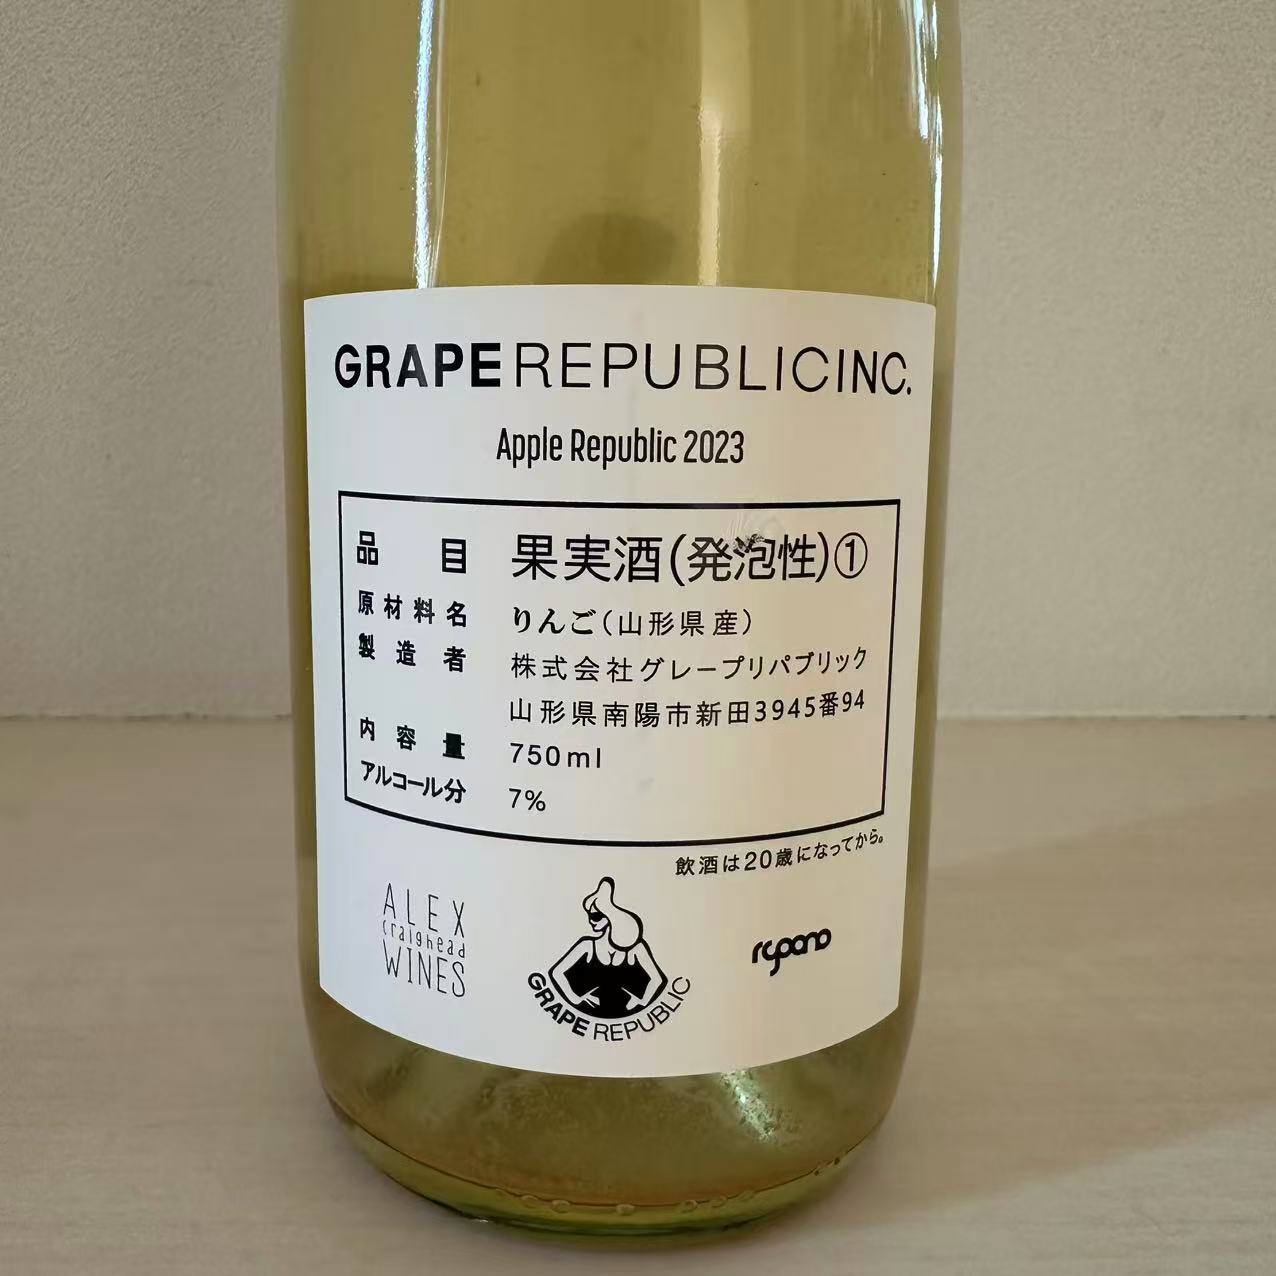 GRAPEREPUBLICINC.
Apple Republic 2023
品目 果実酒(発泡性)①
原材料名 りんご(山形県産)
製造者 株式会社グレープリパブリック
山形県南陽市新田3945番94
内容量 750ml
アルコール分 7%
飲酒は20歳になってから。
ALEX
craighead
WINES
GRAPE REPUBLIC